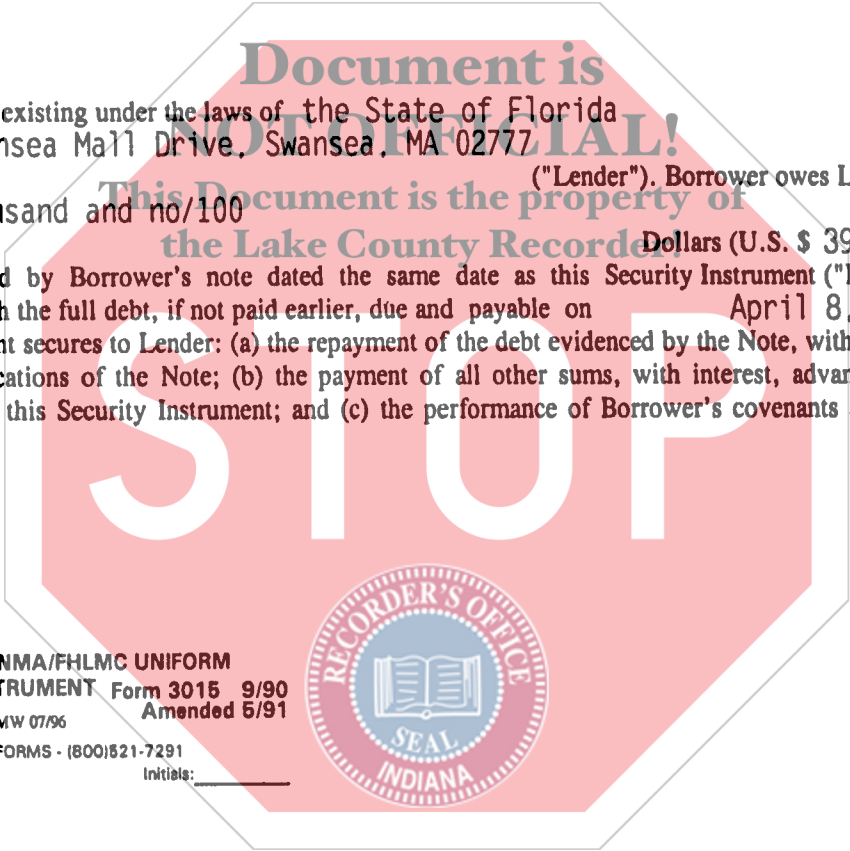 Document is
existing under the laws of the State of Florida
NOT OFFICIAL!
nsea Mall Drive, Swansea, MA 02777
("Lender"). Borrower owes L
This Document is the property of
usand and no/100
the Lake County Recorder!
Dollars (U.S. $ 39
d by Borrower's note dated the same date as this Security Instrument ("
h the full debt, if not paid earlier, due and payable on April 8,
nt secures to Lender: (a) the repayment of the debt evidenced by the Note, with
cations of the Note; (b) the payment of all other sums, with interest, advan
this Security Instrument; and (c) the performance of Borrower's covenants
STOP
NMA/FHLMC UNIFORM
TRUMENT Form 3015 9/90
Amended 5/91
MW 07/96
FORMS - (800)521-7291
Initials:
RECORDER'S OFFICE
SEAL
INDIANA